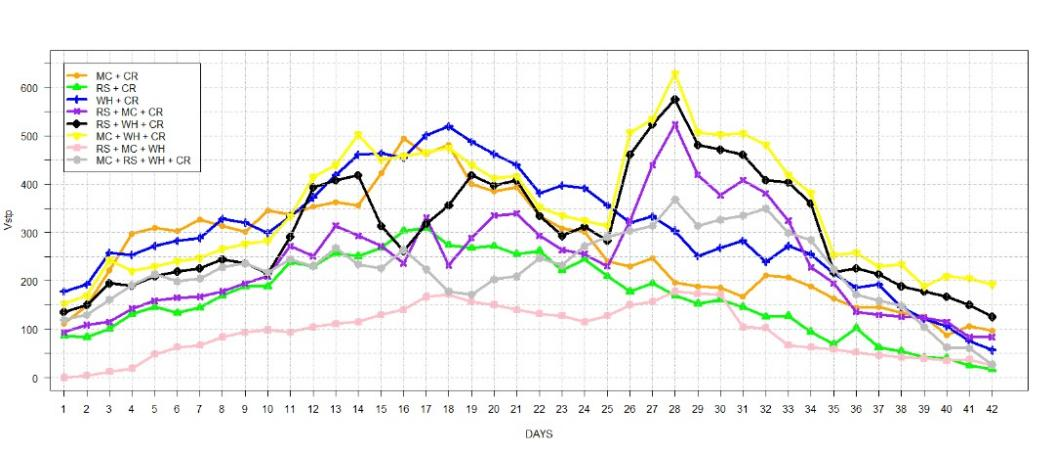 MC + CR
RS + CR
WH + CR
RS + MC + CR
RS + WH + CR
MC + WH + CR
RS + MC + WH
MC + RS + WH + CR
Vstp
600
500
400
300
200
100
0
1 2 3 4 5 6 7 8 9 10 11 12 13 14 15 16 17 18 19 20 21 22 23 24 25 26 27 28 29 30 31 32 33 34 35 36 37 38 39 40 41 42
DAYS